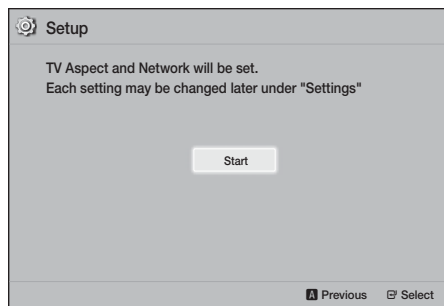 Setup
TV Aspect and Network will be set.
Each setting may be changed later under "Settings"
Start
A Previous Select